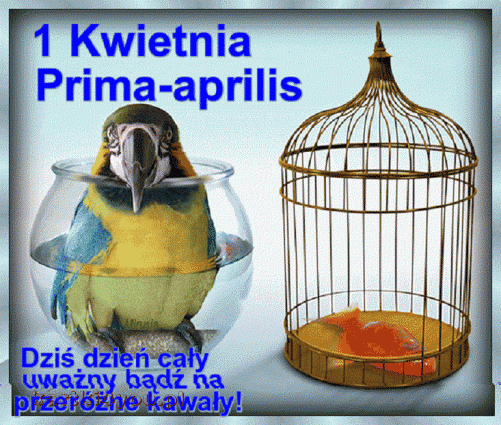 1 Kwietnia
Prima-aprilis
Dziś dzień cały
uważny bądź na
przeróżne kawały!